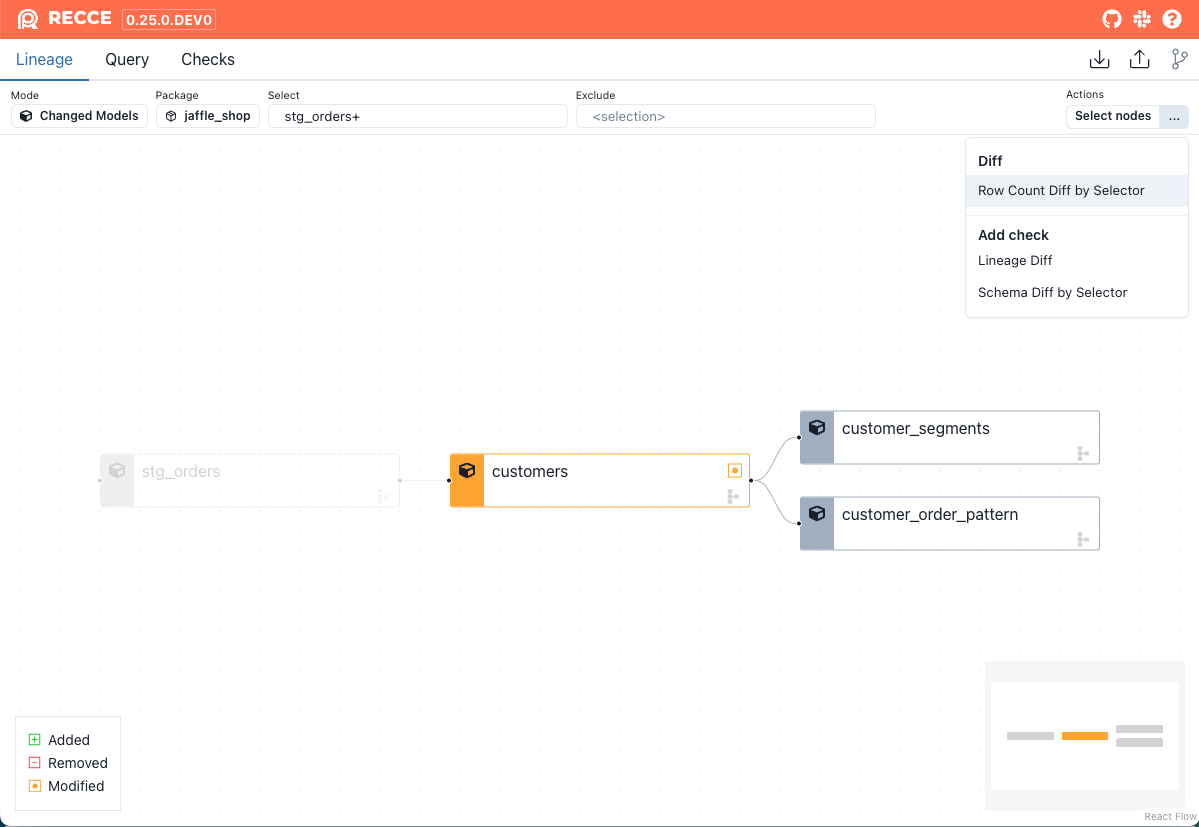 RECCE 0.25.0.DEV0
Lineage Query Checks
Mode Package Select Exclude Actions
Changed Models jaffle_shop stg_orders+ <selection> Select nodes ...
Diff
Row Count Diff by Selector
Add check
Lineage Diff
Schema Diff by Selector
customer_segments
stg_orders customers
customer_order_pattern
Added
Removed
Modified
React Flow